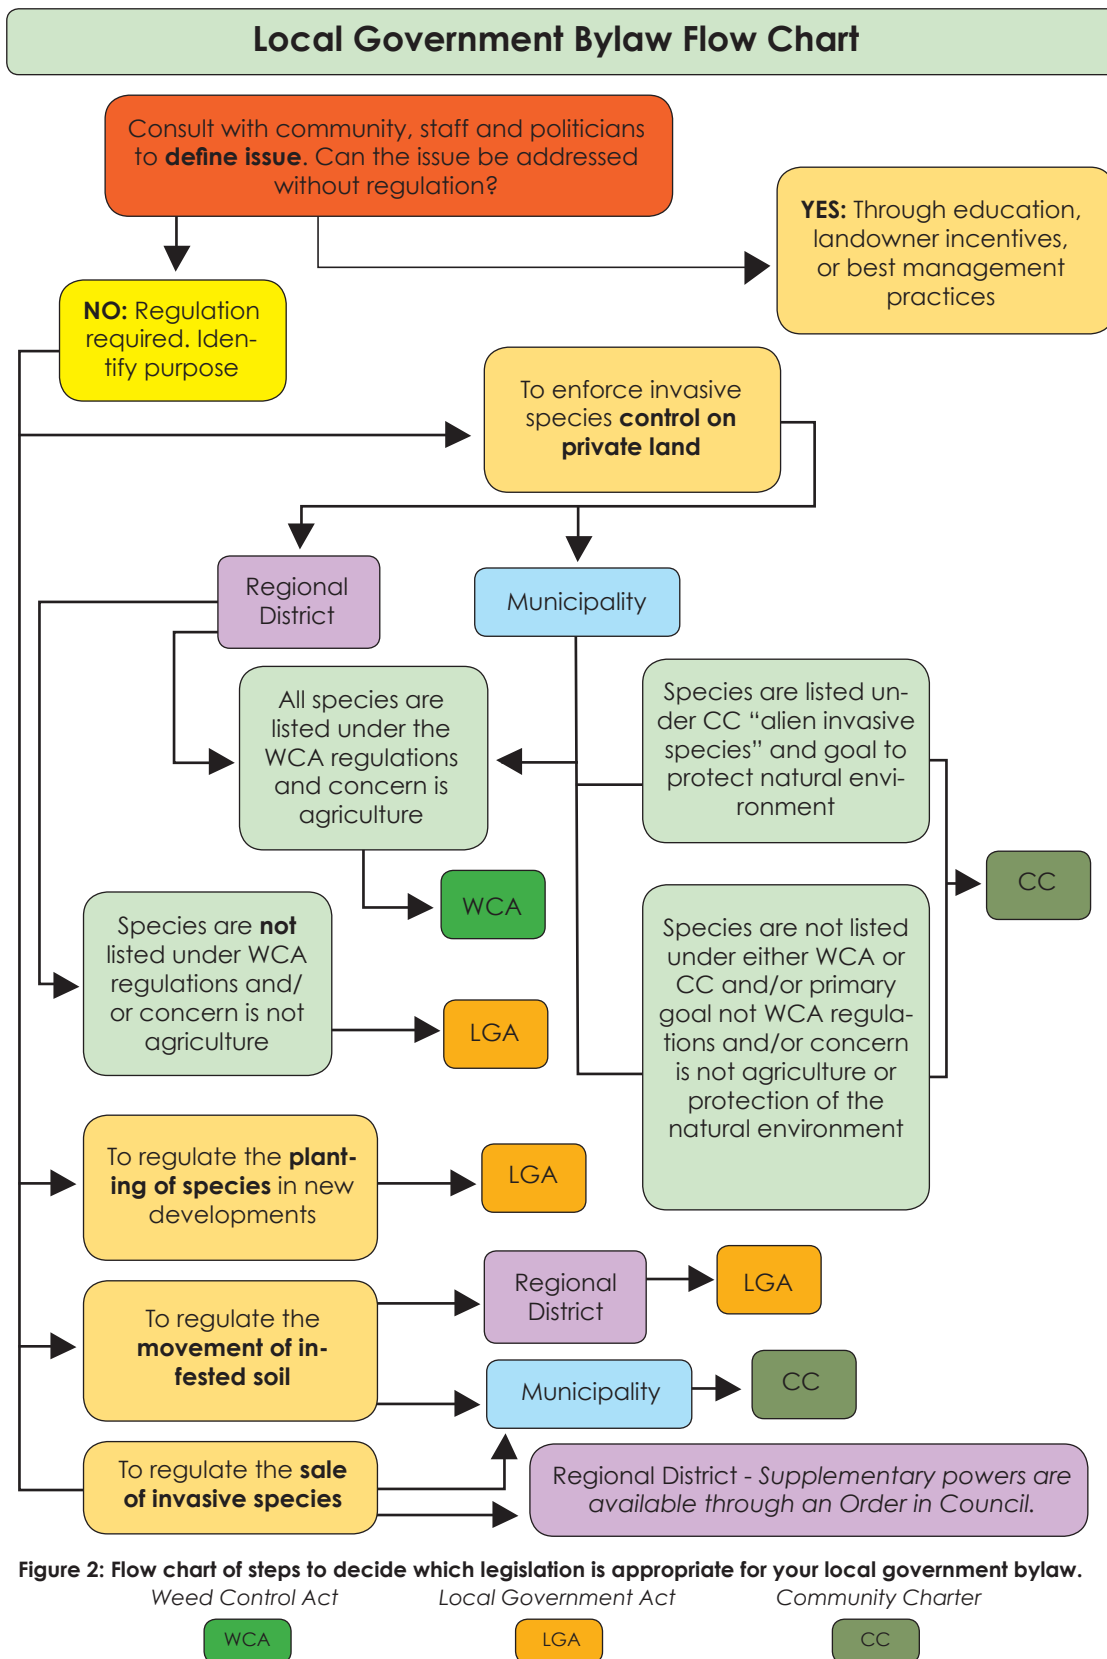 Local Government Bylaw Flow Chart
Consult with community, staff and politicians
to define issue. Can the issue be addressed
without regulation?
YES: Through education,
landowner incentives,
or best management
practices
NO: Regulation
required. Iden-
tify purpose
To enforce invasive
species control on
private land
Regional
District
Municipality
All species are
listed under the
WCA regulations
and concern is
agriculture
Species are listed un-
der CC “alien invasive
species” and goal to
protect natural envi-
ronment
CC
WCA
Species are not
listed under WCA
regulations and/
or concern is not
agriculture
LGA
Species are not listed
under either WCA or
CC and/or primary
goal not WCA regula-
tions and/or concern
is not agriculture or
protection of the
natural environment
To regulate the plant-
ing of species in new
developments
LGA
To regulate the
movement of in-
fested soil
Regional
District
LGA
Municipality
CC
To regulate the sale
of invasive species
Regional District - Supplementary powers are
available through an Order in Council.
Figure 2: Flow chart of steps to decide which legislation is appropriate for your local government bylaw.
Weed Control Act
Local Government Act
Community Charter
WCA
LGA
CC